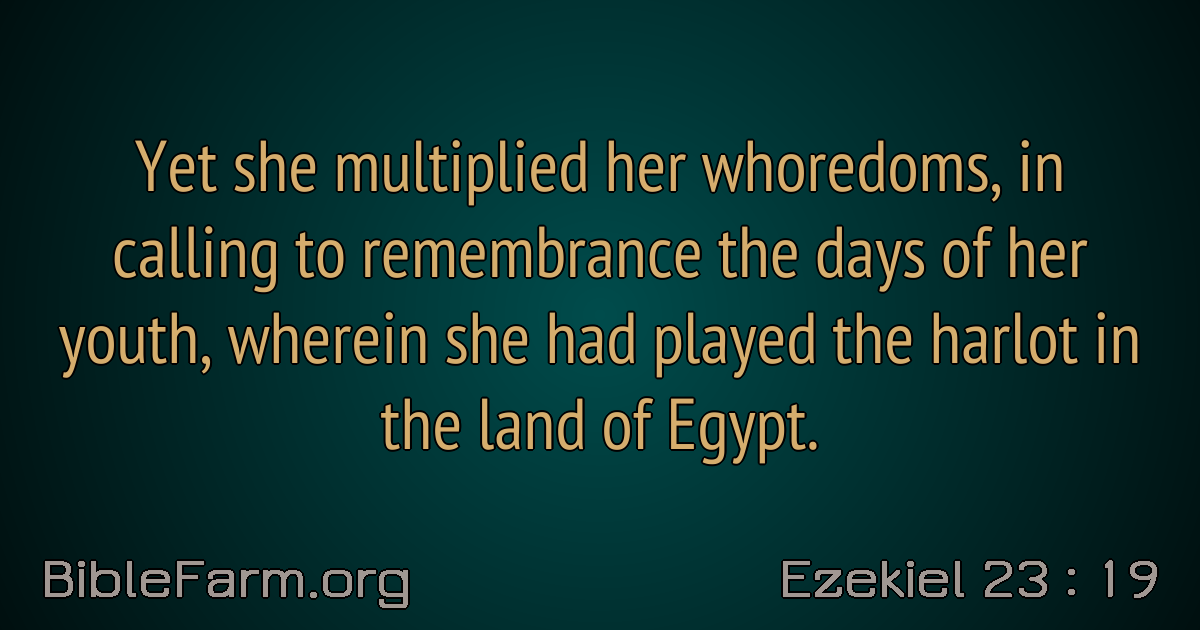 Yet she multiplied her whoredoms, in
calling to remembrance the days of her
youth, wherein she had played the harlot in
the land of Egypt.
BibleFarm.org
Ezekiel 23 : 19